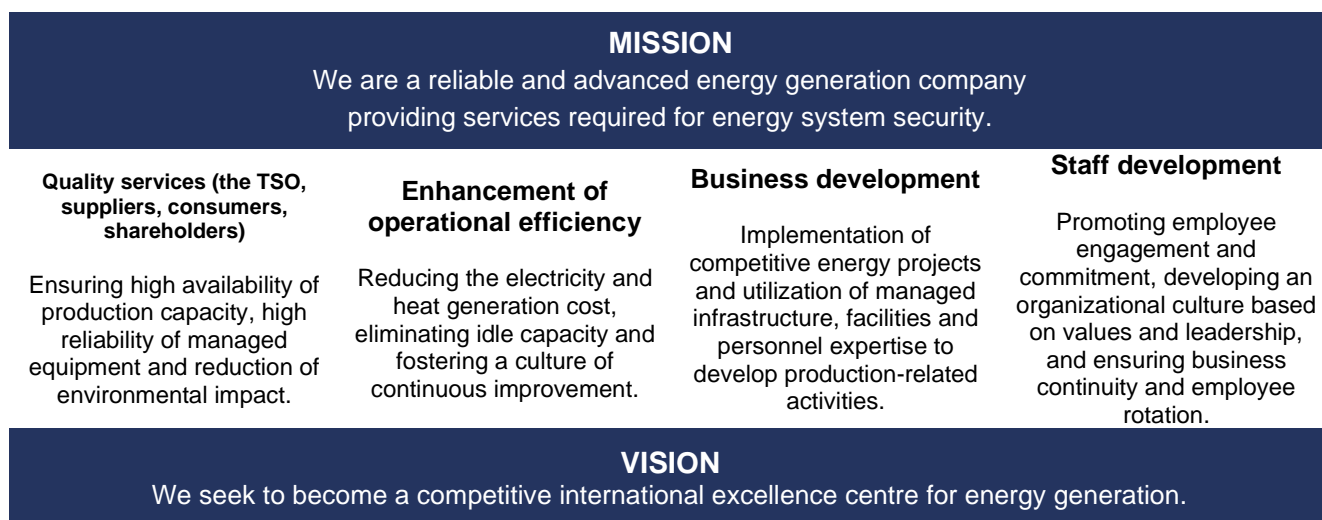 MISSION
We are a reliable and advanced energy generation company
providing services required for energy system security.
Quality services (the TSO,
suppliers, consumers,
shareholders)
Ensuring high availability of
production capacity, high
reliability of managed
equipment and reduction of
environmental impact.
Enhancement of
operational efficiency
Reducing the electricity and
heat generation cost,
eliminating idle capacity and
fostering a culture of
continuous improvement.
Business development
Implementation of
competitive energy projects
and utilization of managed
infrastructure, facilities and
personnel expertise to
develop production-related
activities.
Staff development
Promoting employee
engagement and
commitment, developing an
organizational culture based
on values and leadership,
and ensuring business
continuity and employee
rotation.
VISION
We seek to become a competitive international excellence centre for energy generation.